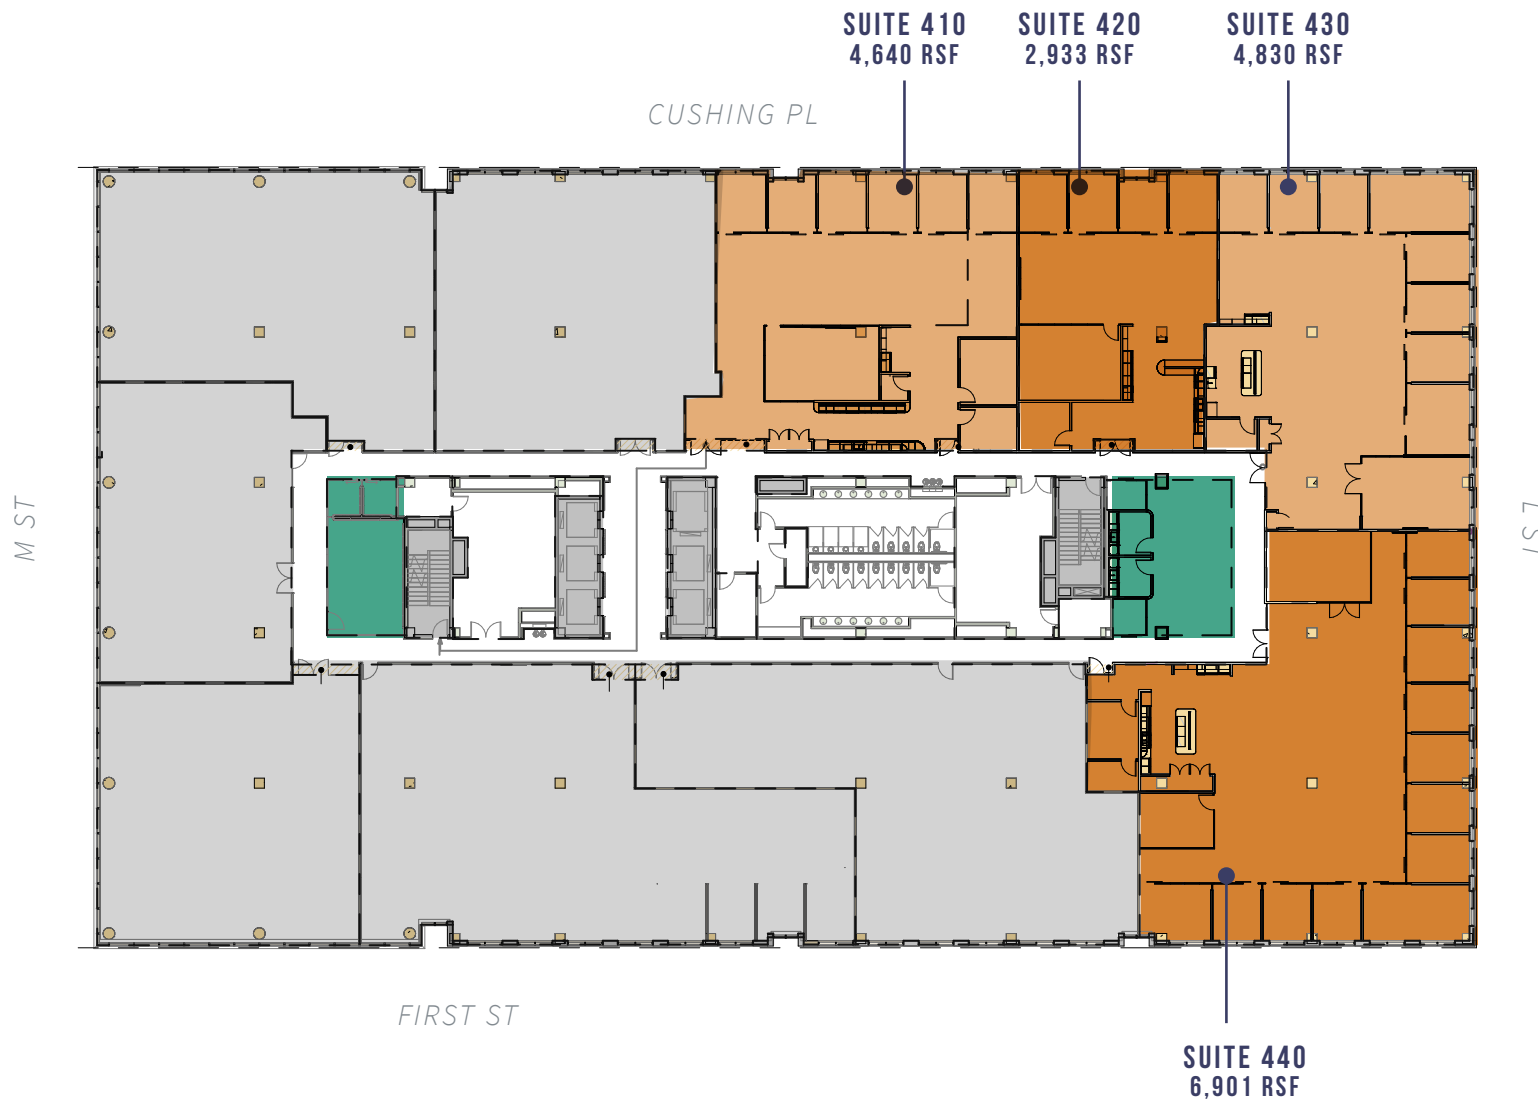 SUITE 410
4,640 RSF
SUITE 420
2,933 RSF
SUITE 430
4,830 RSF
CUSHING PL
M ST
L ST
FIRST ST
SUITE 440
6,901 RSF